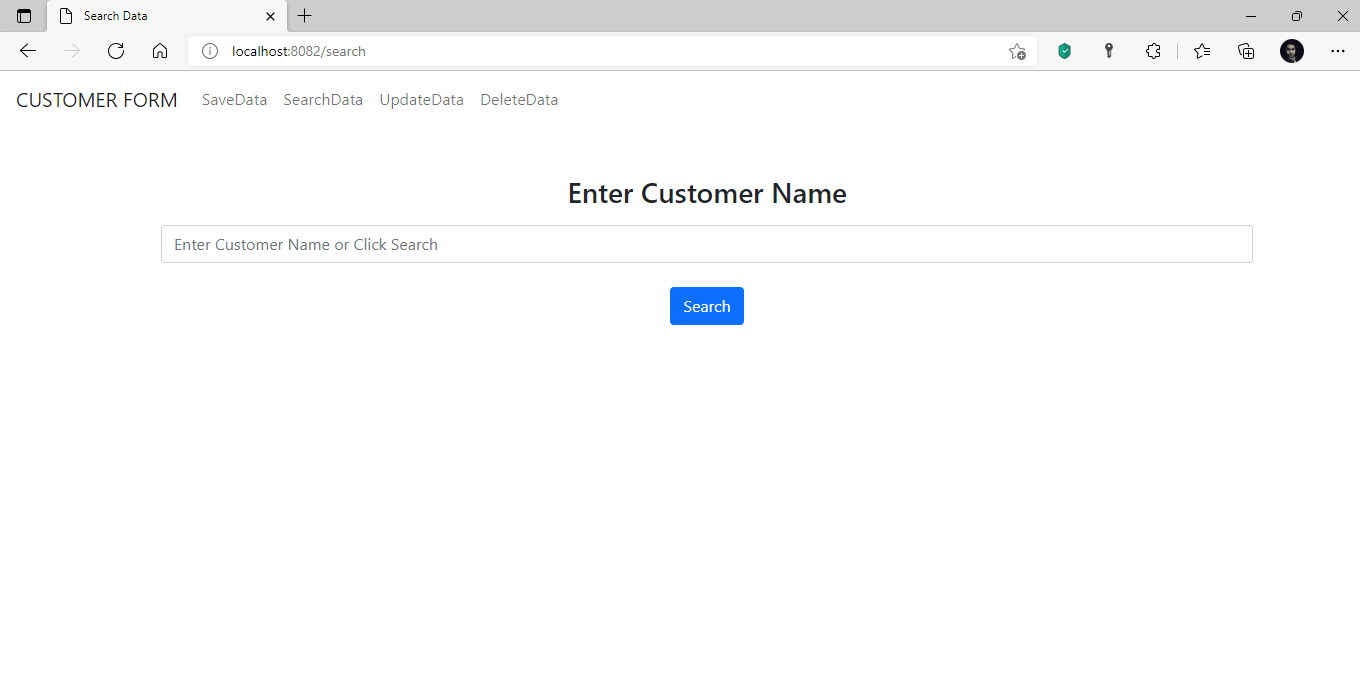 Search Data
localhost:8082/search
CUSTOMER FORM SaveData SearchData UpdateData DeleteData
Enter Customer Name
Enter Customer Name or Click Search
Search